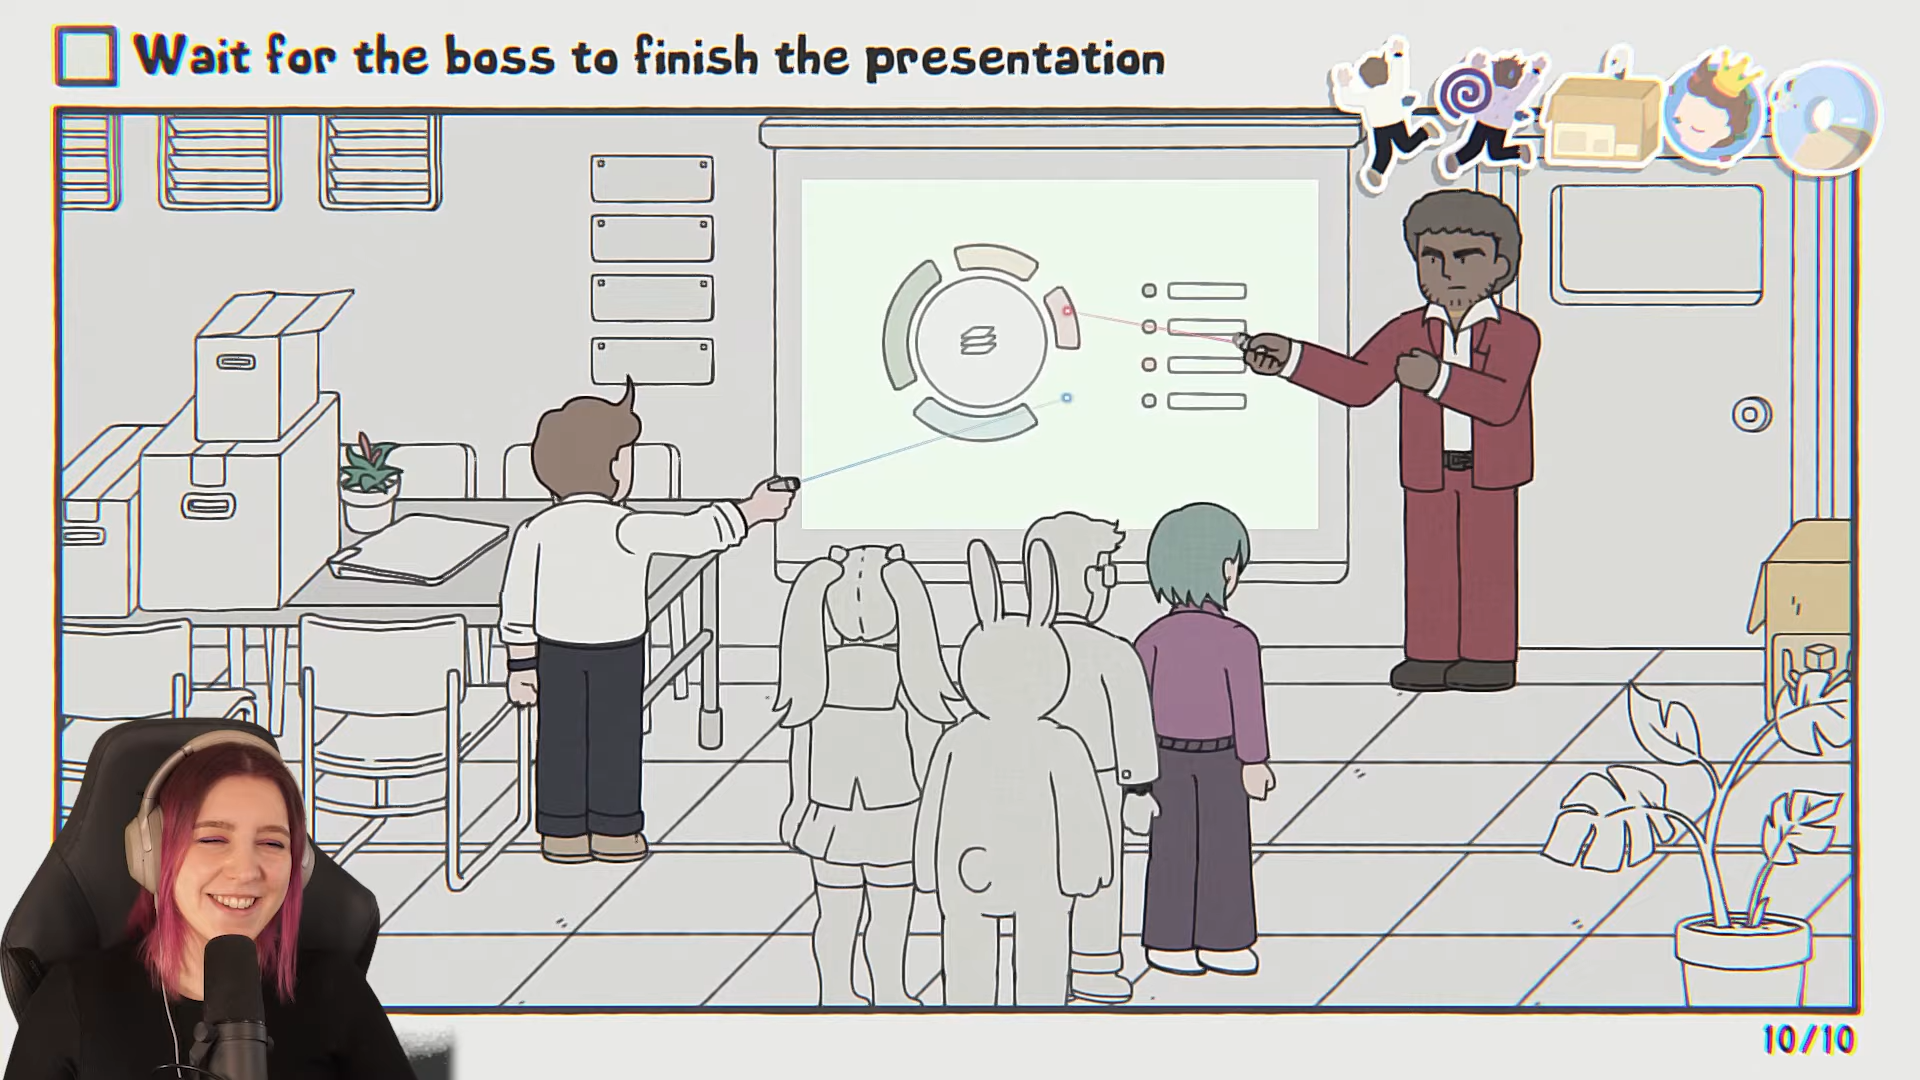 Wait for the boss to finish the presentation
10/10